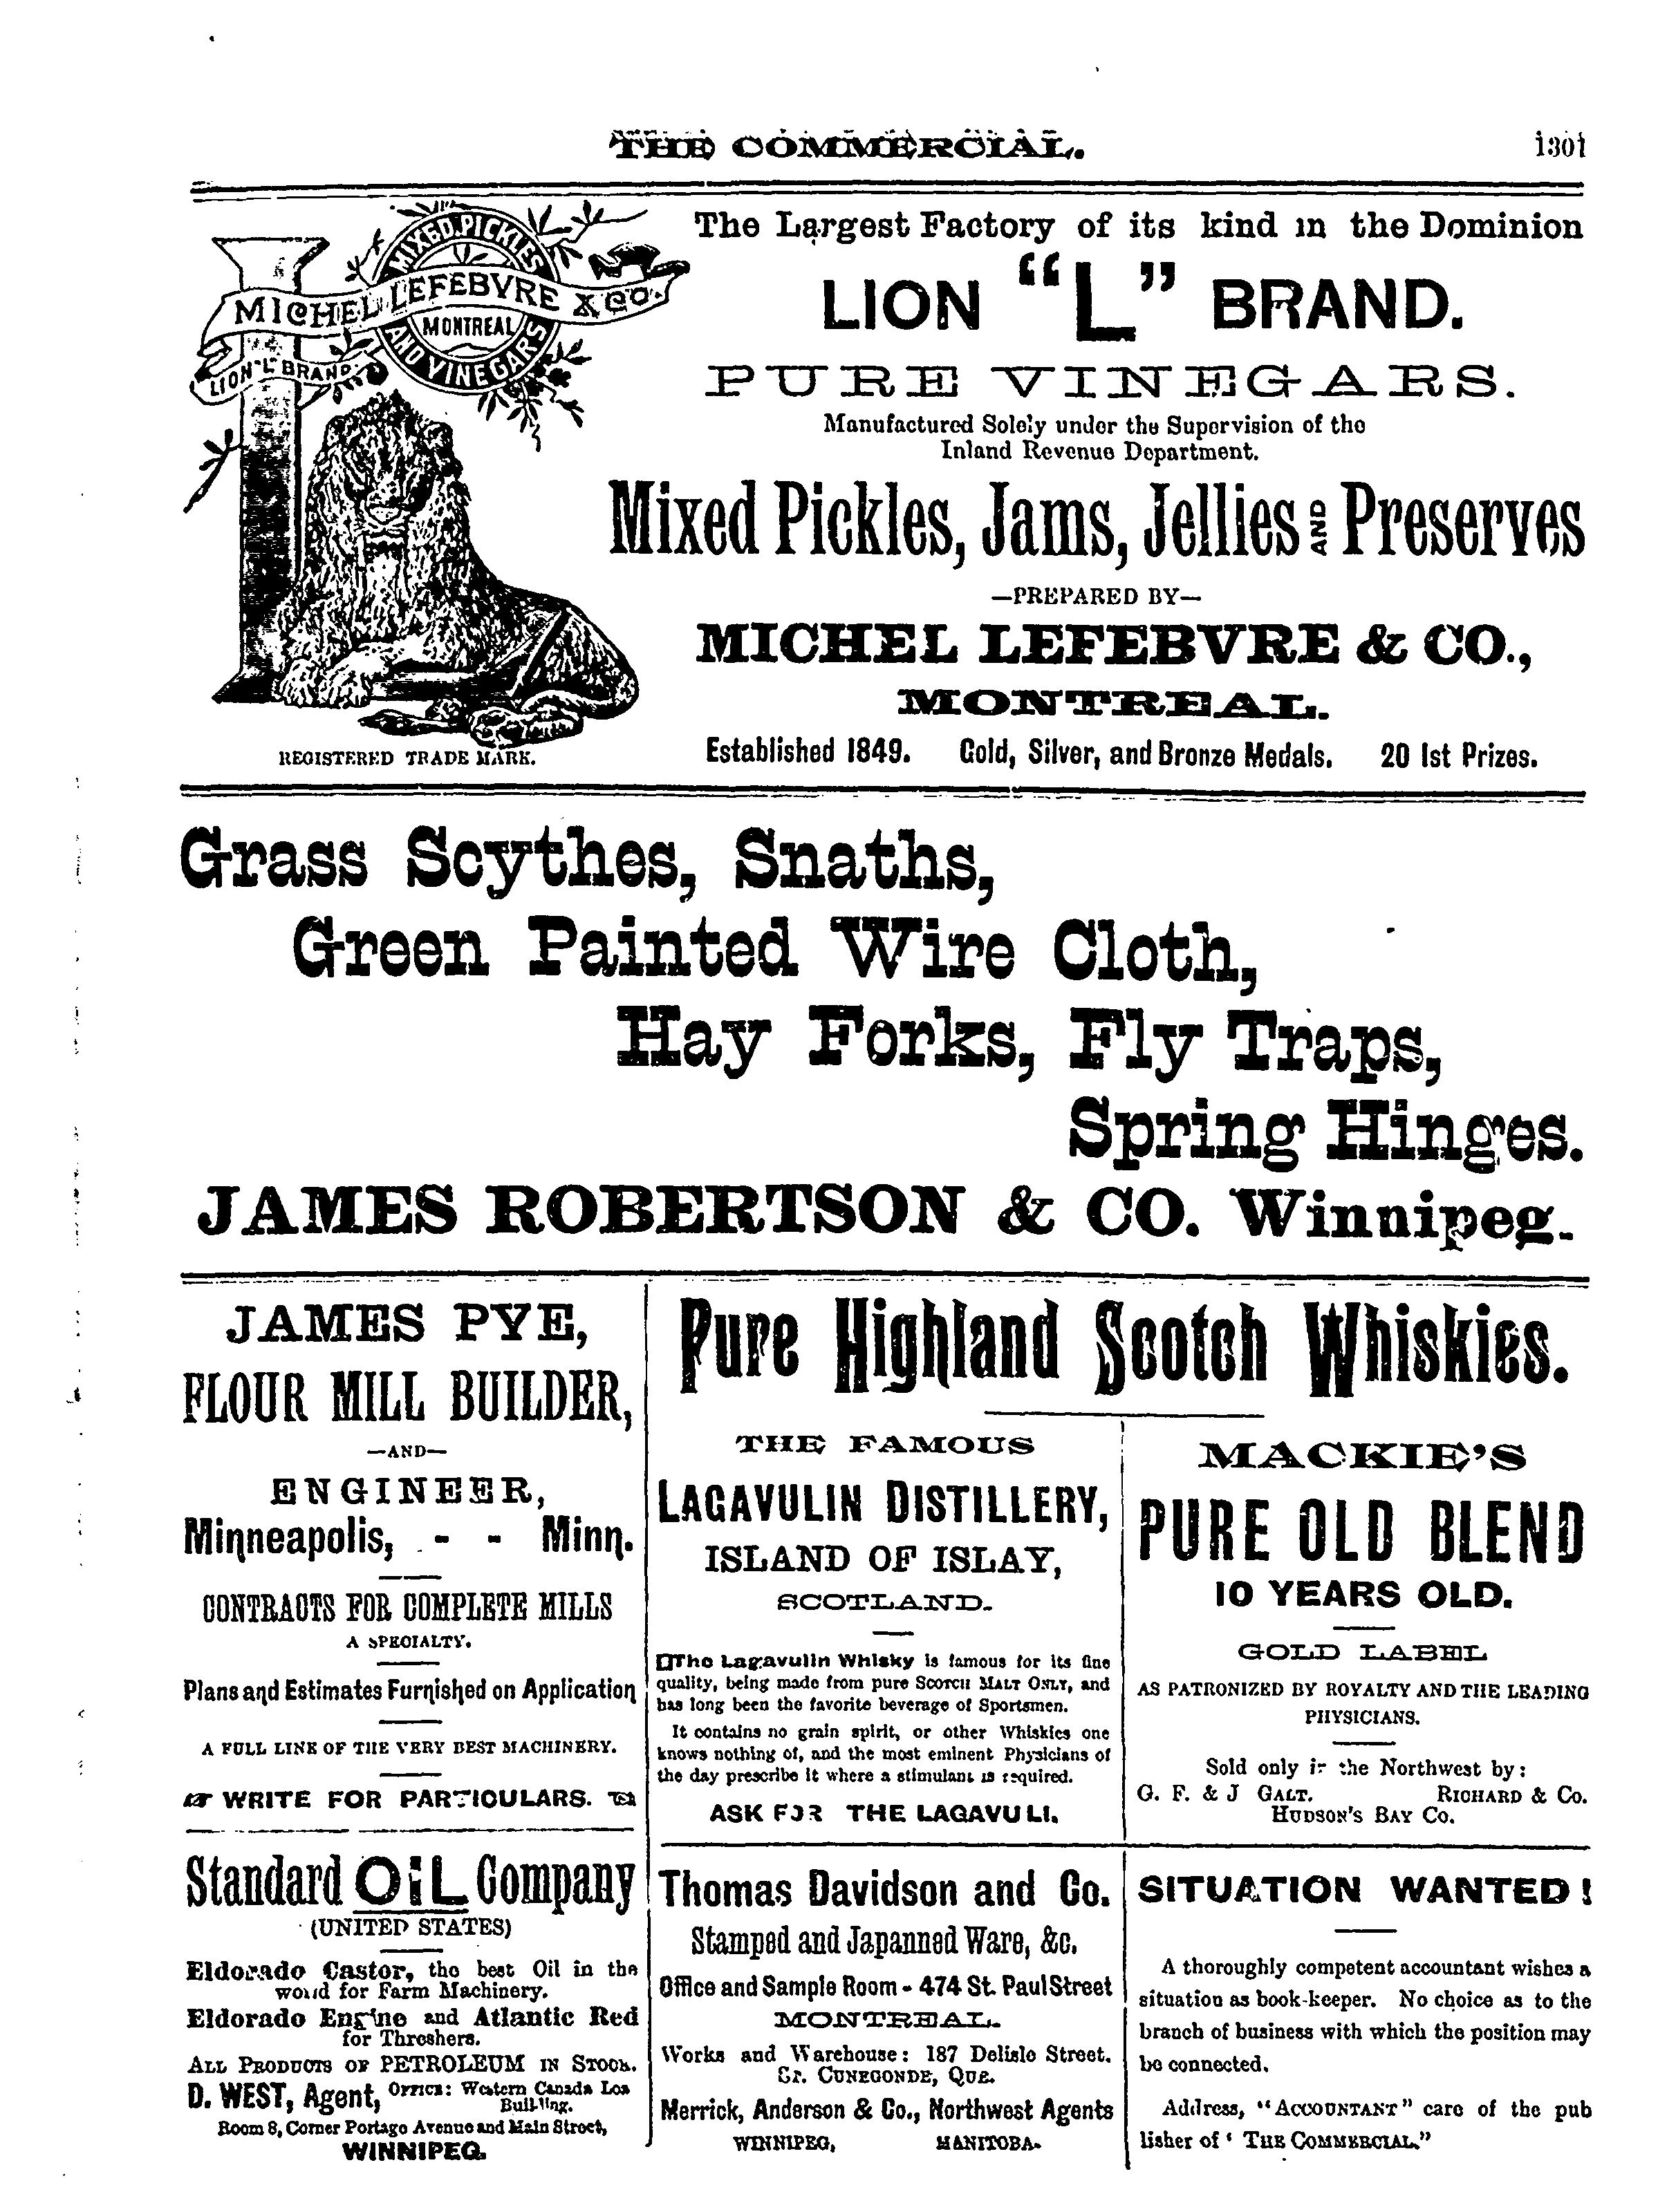 THE COMMERCIAL.
1301
MIXED PICKLES
MICHEL LEFEBVRE & CO.
MONTREAL
AND VINEGARS
LION "L" BRAND
REGISTERED TRADE MARK.
The Largest Factory of its kind in the Dominion
LION "L" BRAND.
PURE VINEGARS.
Manufactured Solely under the Supervision of the
Inland Revenue Department.
Mixed Pickles, Jams, Jellies AND Preserves
—PREPARED BY—
MICHEL LEFEBVRE & CO.,
MONTREAL.
Established 1849. Gold, Silver, and Bronze Medals. 20 1st Prizes.
Grass Scythes, Snaths,
Green Painted Wire Cloth,
Hay Forks, Fly Traps,
Spring Hinges.
JAMES ROBERTSON & CO. Winnipeg.
JAMES PYE,
FLOUR MILL BUILDER,
—AND—
ENGINEER,
Minneapolis, - - Minn.
CONTRACTS FOR COMPLETE MILLS
A SPECIALTY.
Plans and Estimates Furnished on Application
A FULL LINE OF THE VERY BEST MACHINERY.
☞ WRITE FOR PARTICULARS. ☜
Pure Highland Scotch Whiskies.
THE FAMOUS
LAGAVULIN DISTILLERY,
ISLAND OF ISLAY,
SCOTLAND.
The Lagavulin Whisky is famous for its fine
quality, being made from pure SCOTCH MALT ONLY, and
has long been the favorite beverage of Sportsmen.
It contains no grain spirit, or other Whiskies one
knows nothing of, and the most eminent Physicians of
the day prescribe it where a stimulant is required.
ASK FOR THE LAGAVULI.
MACKIE'S
PURE OLD BLEND
10 YEARS OLD.
GOLD LABEL
AS PATRONIZED BY ROYALTY AND THE LEADING
PHYSICIANS.
Sold only in the Northwest by:
G. F. & J GALT. RICHARD & CO.
HUDSON'S BAY CO.
Standard OIL Company
(UNITED STATES)
Eldorado Castor, the best Oil in the
world for Farm Machinery.
Eldorado Engine and Atlantic Red
for Threshers.
ALL PRODUCTS OF PETROLEUM IN STOCK.
D. WEST, Agent, OFFICE: Western Canada Loa
Building.
Room 8, Corner Portage Avenue and Main Street,
WINNIPEG.
Thomas Davidson and Co.
Stamped and Japanned Ware, &c.
Office and Sample Room - 474 St. Paul Street
MONTREAL.
Works and Warehouse: 187 Delisle Street.
ST. CUNEGONDE, QUE.
Merrick, Anderson & Co., Northwest Agents
WINNIPEG, MANITOBA.
SITUATION WANTED!
A thoroughly competent accountant wishes a
situation as book-keeper. No choice as to the
branch of business with which the position may
be connected.
Address, "ACCOUNTANT" care of the pub
lisher of ' THE COMMERCIAL."